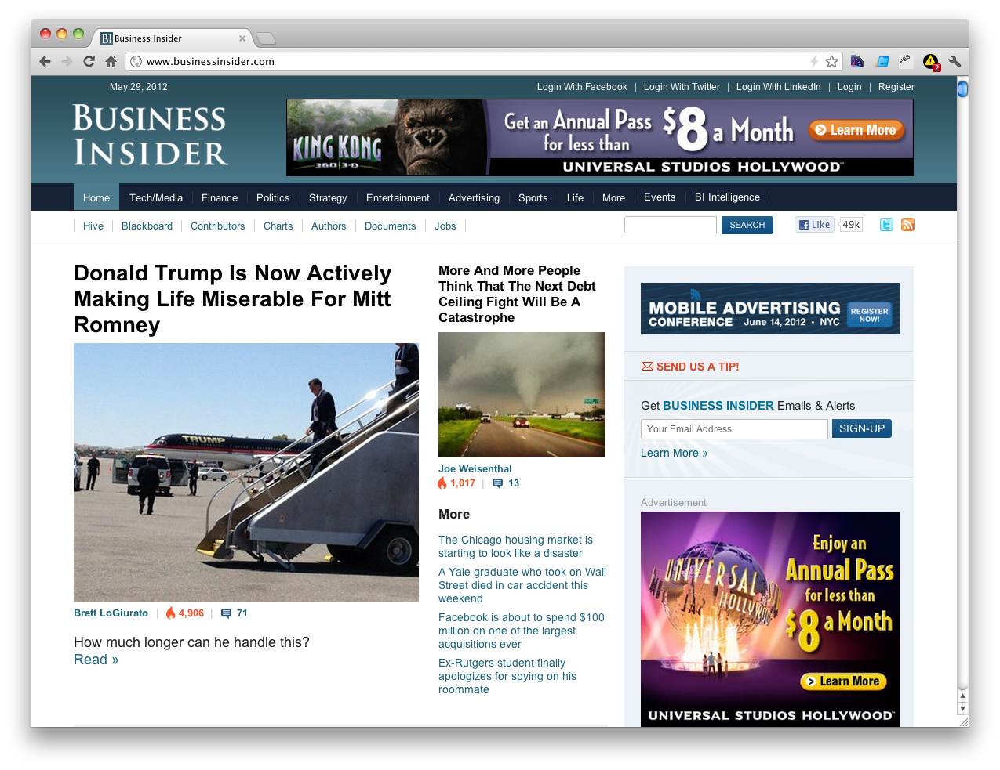 BI Business Insider
www.businessinsider.com
2
May 29, 2012
Login With Facebook | Login With Twitter | Login With LinkedIn | Login | Register
BUSINESS
INSIDER
KING KONG
360 3-D
Get an Annual Pass
for less than
$8 a Month
Learn More
UNIVERSAL STUDIOS HOLLYWOOD
Home Tech/Media Finance Politics Strategy Entertainment Advertising Sports Life More Events BI Intelligence
Hive Blackboard Contributors Charts Authors Documents Jobs
SEARCH
Like 49k
Donald Trump Is Now Actively
Making Life Miserable For Mitt
Romney
TRUMP
Brett LoGiurato | 4,906 | 71
How much longer can he handle this?
Read »
More And More People
Think That The Next Debt
Ceiling Fight Will Be A
Catastrophe
Joe Weisenthal
1,017 | 13
More
The Chicago housing market is
starting to look like a disaster
A Yale graduate who took on Wall
Street died in car accident this
weekend
Facebook is about to spend $100
million on one of the largest
acquisitions ever
Ex-Rutgers student finally
apologizes for spying on his
roommate
MOBILE ADVERTISING
CONFERENCE June 14, 2012 • NYC
REGISTER
NOW!
SEND US A TIP!
Get BUSINESS INSIDER Emails & Alerts
Your Email Address
SIGN-UP
Learn More »
Advertisement
UNIVERSAL
HOLLYWOOD
Enjoy an
Annual Pass
for less than
$8 a Month
Learn More
UNIVERSAL STUDIOS HOLLYWOOD